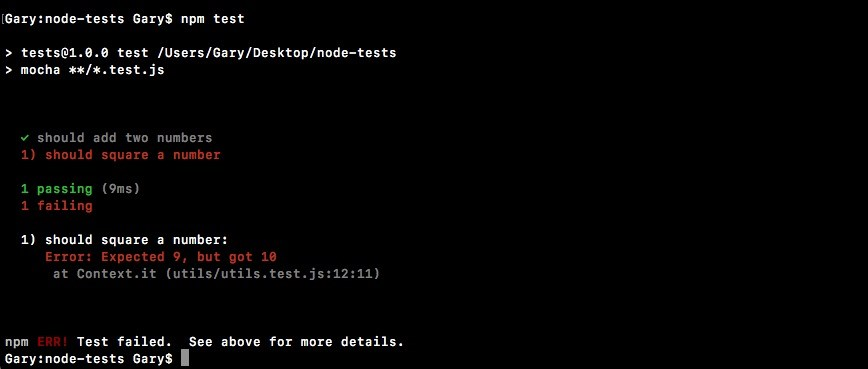 [Gary:node-tests Gary$ npm test
> tests@1.0.0 test /Users/Gary/Desktop/node-tests
> mocha **/*.test.js
✓ should add two numbers
1) should square a number
1 passing (9ms)
1 failing
1) should square a number:
Error: Expected 9, but got 10
at Context.it (utils/utils.test.js:12:11)
npm ERR! Test failed.  See above for more details.
Gary:node-tests Gary$